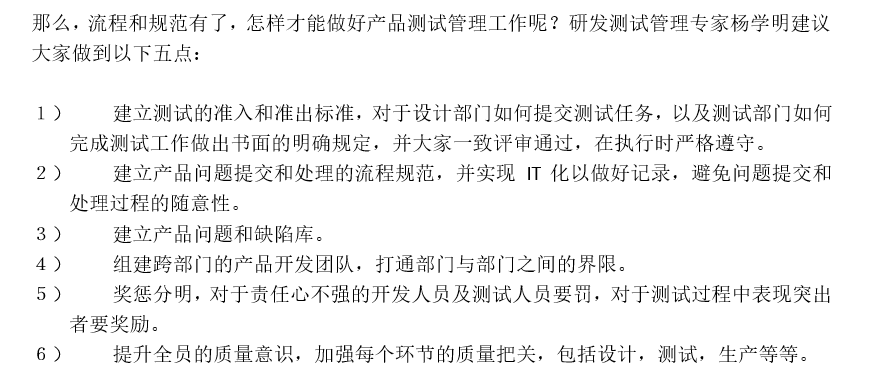 那么，流程和规范有了，怎样才能做好产品测试管理工作呢？研发测试管理专家杨学明建议
大家做到以下五点：
１） 建立测试的准入和准出标准，对于设计部门如何提交测试任务，以及测试部门如何
完成测试工作做出书面的明确规定，并大家一致评审通过，在执行时严格遵守。
２） 建立产品问题提交和处理的流程规范，并实现 IT 化以做好记录，避免问题提交和
处理过程的随意性。
３） 建立产品问题和缺陷库。
４） 组建跨部门的产品开发团队，打通部门与部门之间的界限。
５） 奖惩分明，对于责任心不强的开发人员及测试人员要罚，对于测试过程中表现突出
者要奖励。
６） 提升全员的质量意识，加强每个环节的质量把关，包括设计，测试，生产等等。